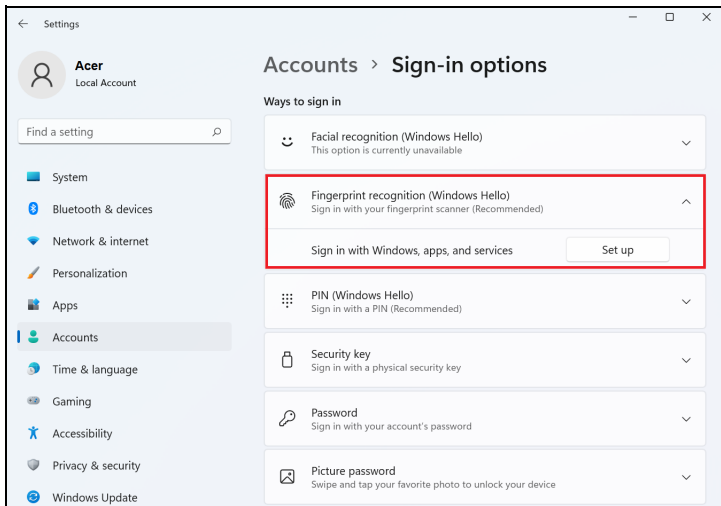 Settings
Acer
Local Account
Find a setting
System
Bluetooth & devices
Network & internet
Personalization
Apps
Accounts
Time & language
Gaming
Accessibility
Privacy & security
Windows Update
Accounts > Sign-in options
Ways to sign in
Facial recognition (Windows Hello)
This option is currently unavailable
Fingerprint recognition (Windows Hello)
Sign in with your fingerprint scanner (Recommended)
Sign in with Windows, apps, and services
Set up
PIN (Windows Hello)
Sign in with a PIN (Recommended)
Security key
Sign in with a physical security key
Password
Sign in with your account's password
Picture password
Swipe and tap your favorite photo to unlock your device